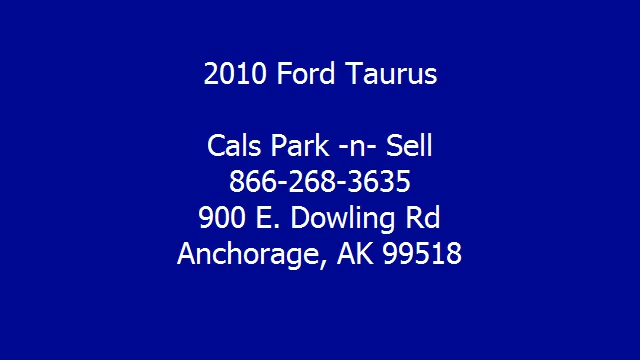 2010 Ford Taurus
Cals Park -n- Sell
866-268-3635
900 E. Dowling Rd
Anchorage, AK 99518